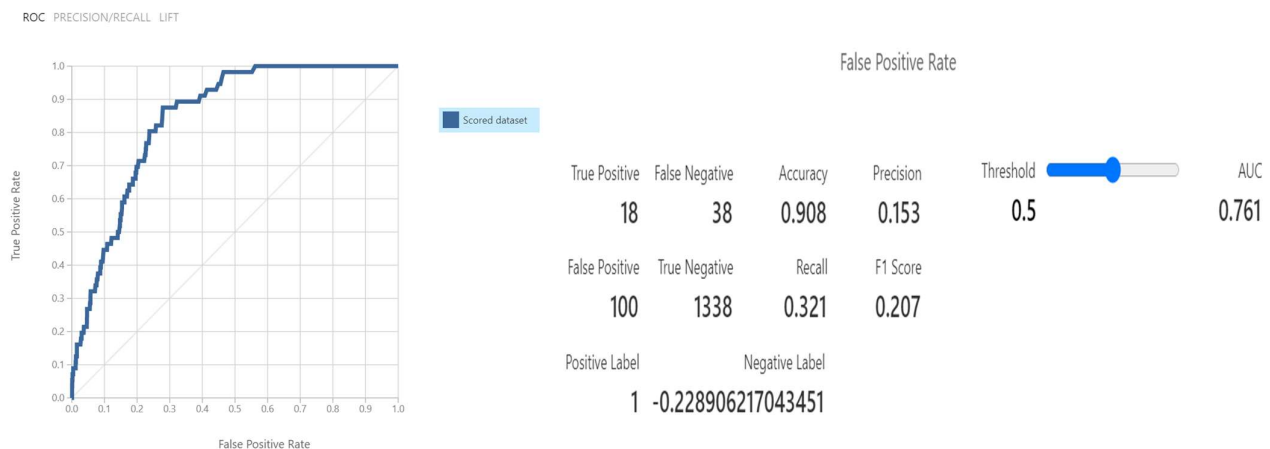 ROC PRECISION/RECALL LIFT
True Positive Rate
1.0
0.9
0.8
0.7
0.6
0.5
0.4
0.3
0.2
0.1
0.0
0.0 0.1 0.2 0.3 0.4 0.5 0.6 0.7 0.8 0.9 1.0
False Positive Rate
Scored dataset
False Positive Rate
True Positive False Negative Accuracy Precision Threshold AUC
18 38 0.908 0.153 0.5 0.761
False Positive True Negative Recall F1 Score
100 1338 0.321 0.207
Positive Label Negative Label
1 -0.228906217043451